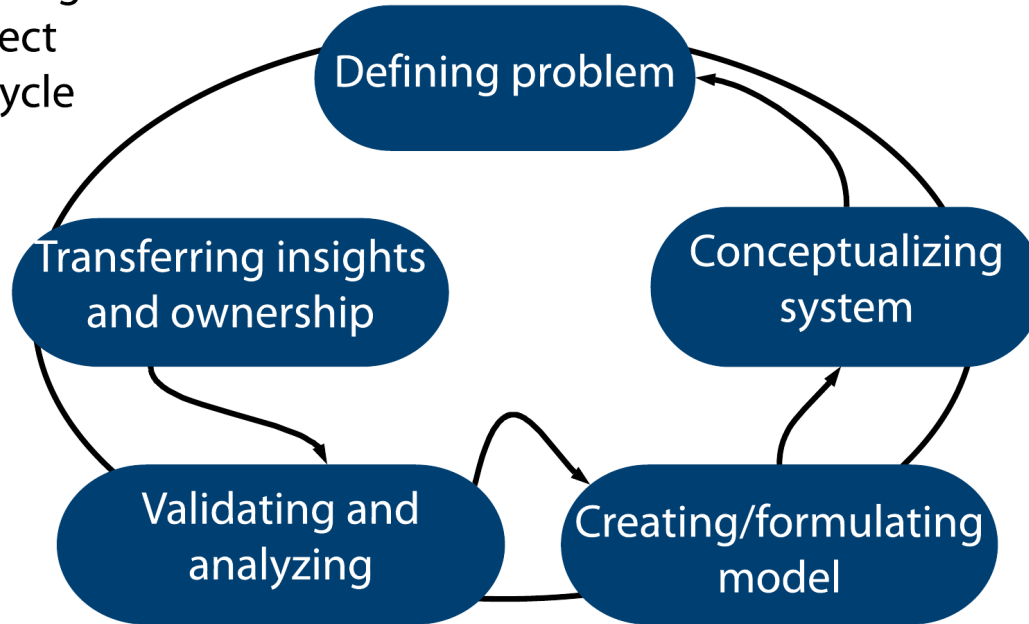 Defining problem
Transferring insights
and ownership
Conceptualizing
system
Validating and
analyzing
Creating/formulating
model